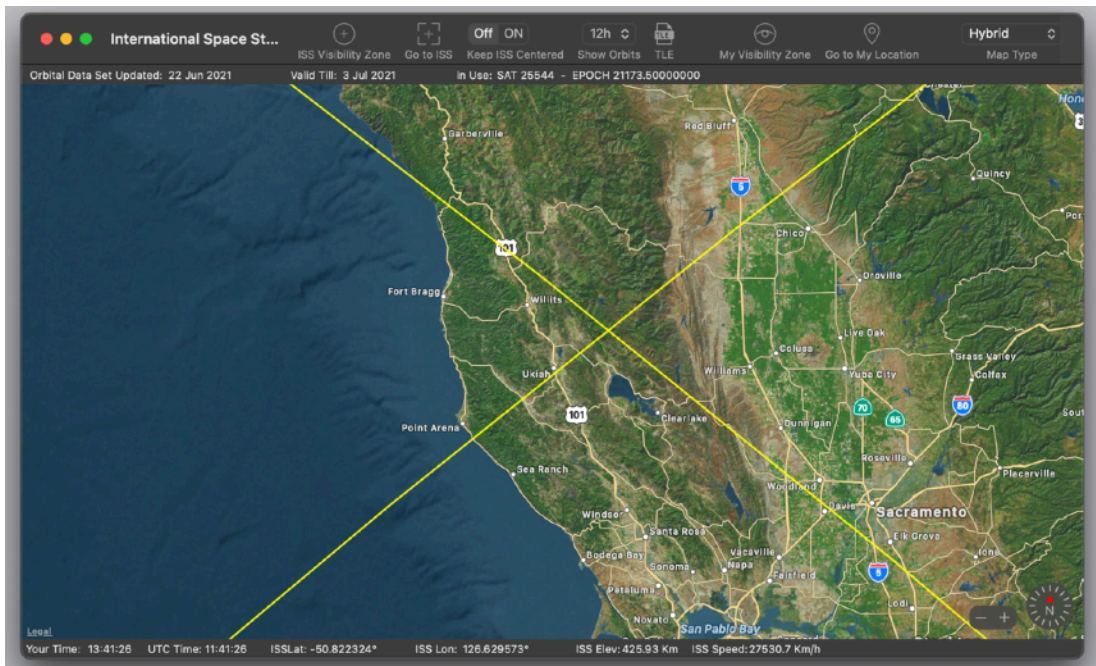 International Space St...
ISS Visibility Zone
Go to ISS
Off ON
Keep ISS Centered
12h
Show Orbits
TLE
TLE
My Visibility Zone
Go to My Location
Hybrid
Map Type
Orbital Data Set Updated: 22 Jun 2021 Valid Till: 3 Jul 2021 in Use: SAT 25544 - EPOCH 21173.50000000
Greater
Hone
Red Bluff
Garberville
5
Quincy
Por
Chico
101
Oroville
Fort Bragg
Willits
Live Oak
Colusa
Grass Valley
Ukiah
Williams
Yuba City
Colfax
70
80
65
101
Clearlake
Sout
Point Arena
Dunnigan
Roseville
Sea Ranch
Placerville
Woodland
Davis
Sacramento
Windsor
Santa Rosa
Elk Grove
Bodega Bay
Vacaville
Ione
Sonoma
Napa
Fairfield
5
Petaluma
Lodi
Novato
San Pablo Bay
N
Legal
Your Time: 13:41:26 UTC Time: 11:41:26 ISSLat: -50.822324° ISS Lon: 126.629573° ISS Elev: 425.93 Km ISS Speed: 27530.7 Km/h